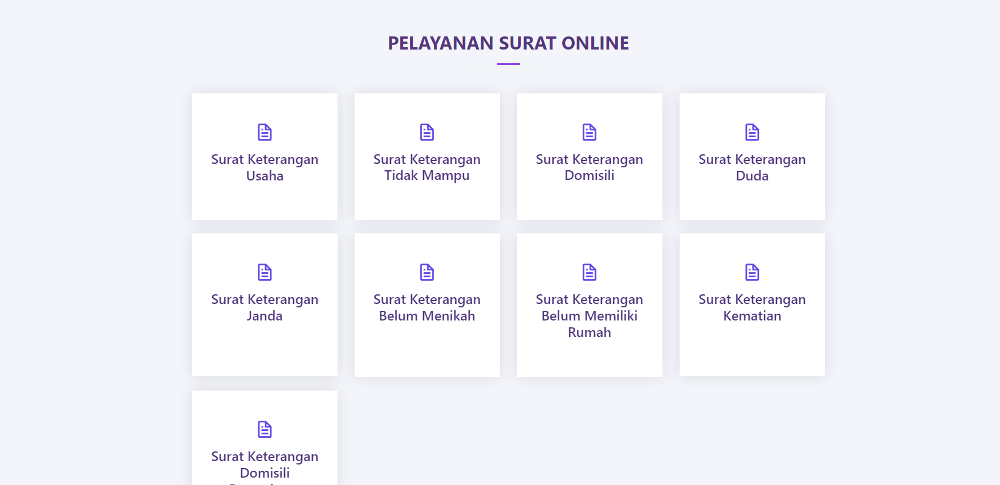 PELAYANAN SURAT ONLINE
Surat Keterangan
Usaha
Surat Keterangan
Tidak Mampu
Surat Keterangan
Domisili
Surat Keterangan
Duda
Surat Keterangan
Janda
Surat Keterangan
Belum Menikah
Surat Keterangan
Belum Memiliki
Rumah
Surat Keterangan
Kematian
Surat Keterangan
Domisili